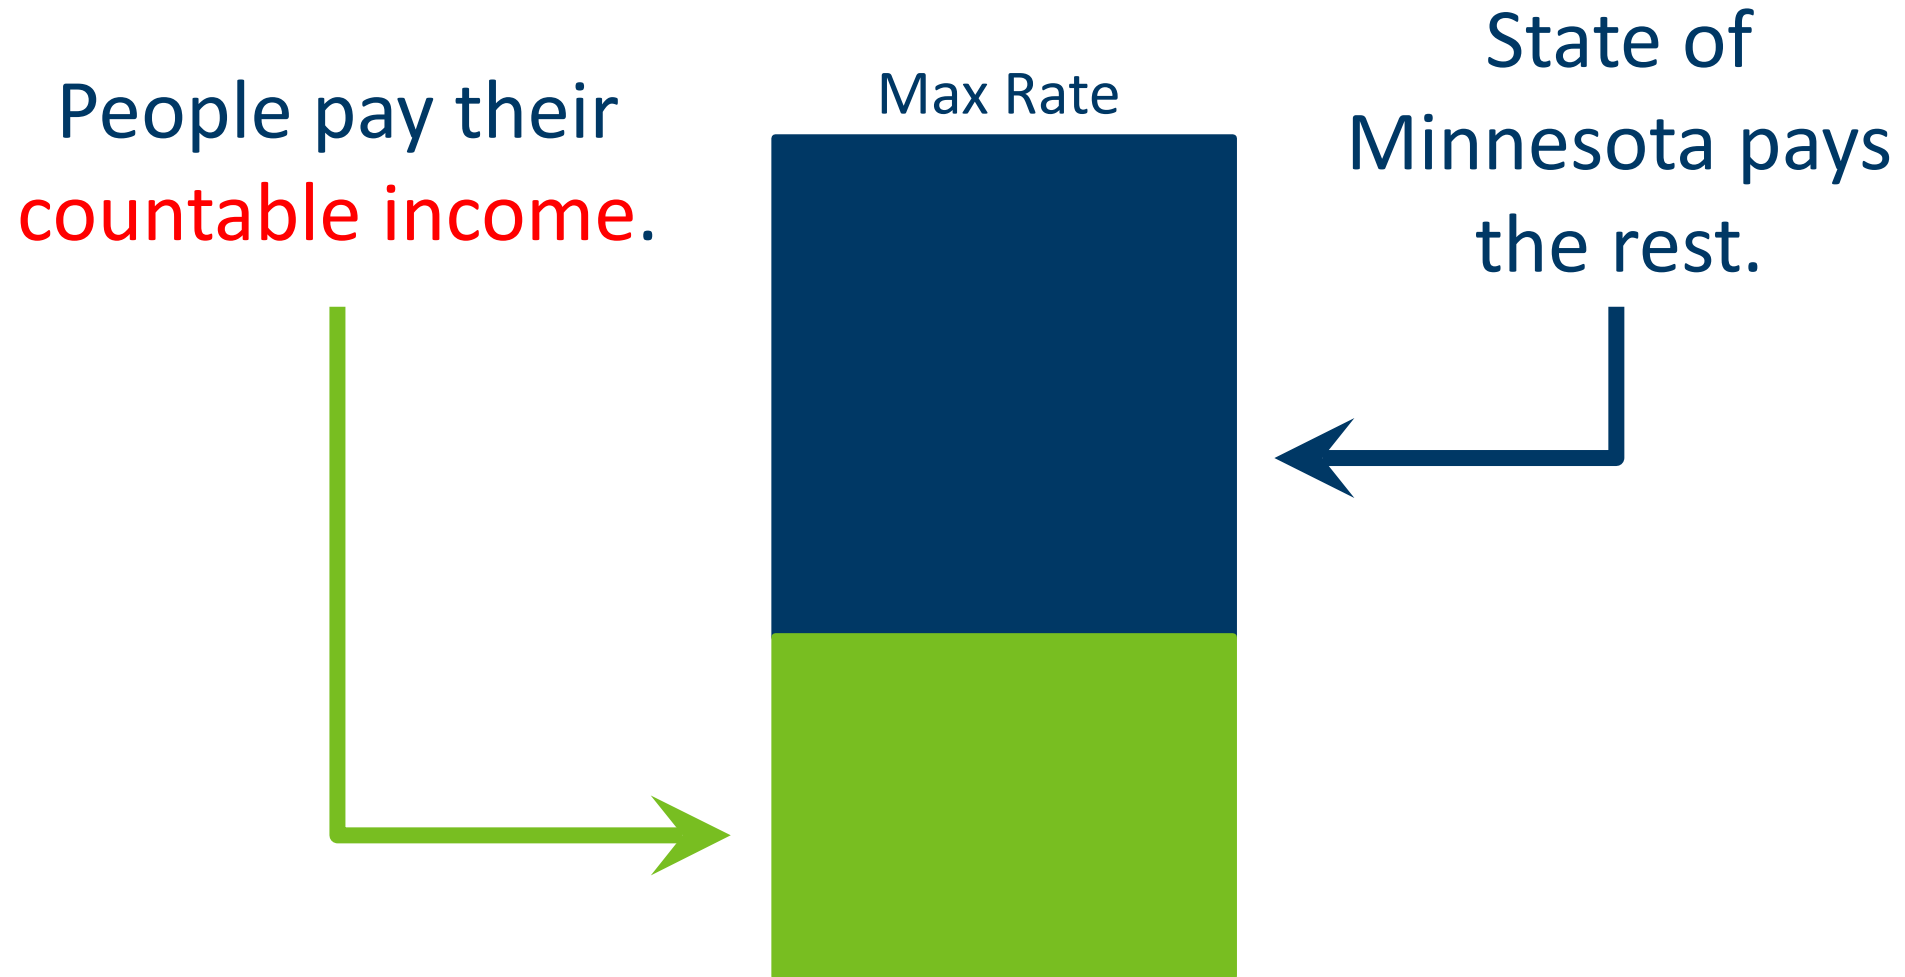 People pay their
countable income.
Max Rate
State of
Minnesota pays
the rest.